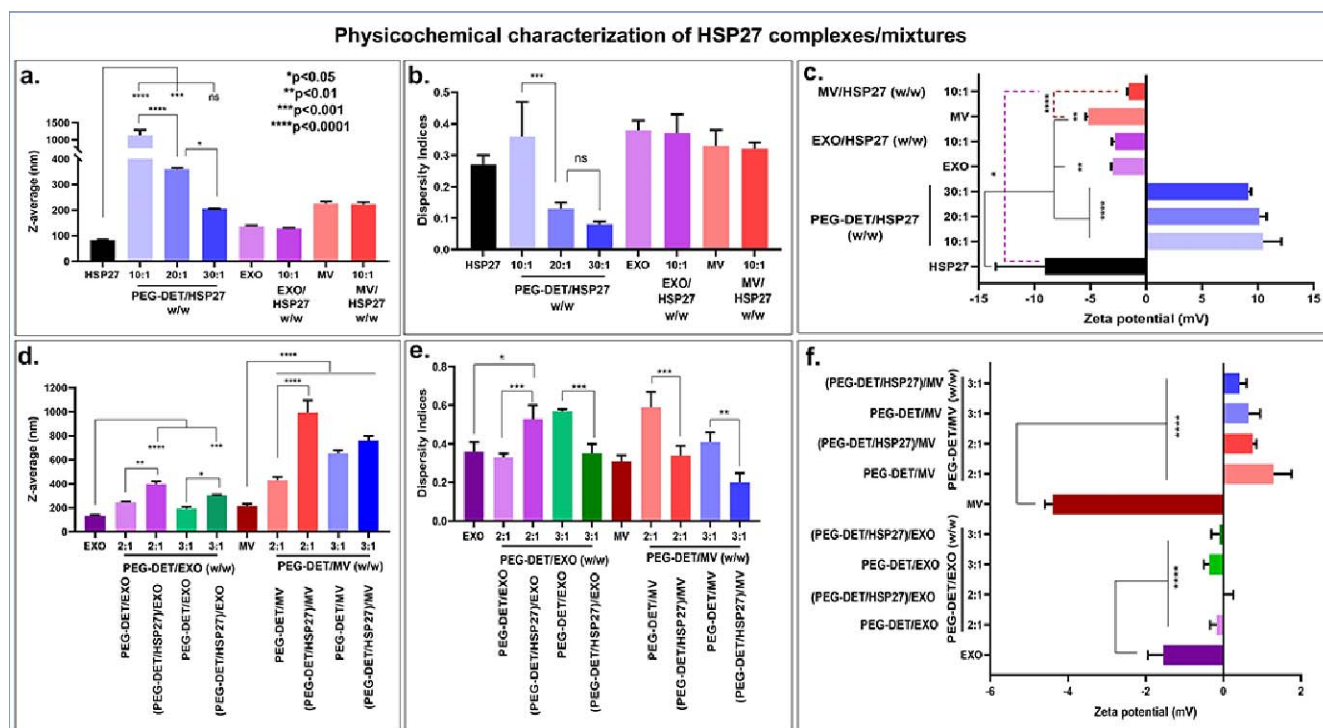 Physicochemical characterization of HSP27 complexes/mixtures
a.
*p<0.05
**p<0.01
***p<0.001
****p<0.0001
**** *** ns
****
*
Z-average (nm)
1500
1000
400
300
200
100
0
HSP27 10:1 20:1 30:1 EXO 10:1 MV 10:1
PEG-DET/HSP27
w/w
EXO/
HSP27
w/w
MV/
HSP27
w/w
b.
***
ns
Dispersity Indices
0.5
0.4
0.3
0.2
0.1
0.0
HSP27 10:1 20:1 30:1 EXO 10:1 MV 10:1
PEG-DET/HSP27
w/w
EXO/
HSP27
w/w
MV/
HSP27
w/w
c.
MV/HSP27 (w/w) 10:1
MV
EXO/HSP27 (w/w) 10:1
EXO
30:1
PEG-DET/HSP27
(w/w)
20:1
10:1
HSP27
****
**
**
*
****
-15 -10 -5 0 5 10 15
Zeta potential (mV)
d.
****
****
**** ***
**
*
Z-average (nm)
1200
1000
800
600
400
200
0
EXO 2:1 2:1 3:1 3:1 MV 2:1 2:1 3:1 3:1
PEG-DET/EXO (w/w) PEG-DET/MV (w/w)
PEG-DET/EXO
(PEG-DET/HSP27)/EXO
PEG-DET/EXO
(PEG-DET/HSP27)/EXO
PEG-DET/MV
(PEG-DET/HSP27)/MV
PEG-DET/MV
(PEG-DET/HSP27)/MV
e.
*
*** *** *** **
Dispersity Indices
0.8
0.6
0.4
0.2
0.0
EXO 2:1 2:1 3:1 3:1 MV 2:1 2:1 3:1 3:1
PEG-DET/EXO (w/w) PEG-DET/MV (w/w)
PEG-DET/EXO
(PEG-DET/HSP27)/EXO
PEG-DET/EXO
(PEG-DET/HSP27)/EXO
PEG-DET/MV
(PEG-DET/HSP27)/MV
PEG-DET/MV
(PEG-DET/HSP27)/MV
f.
(PEG-DET/HSP27)/MV 3:1
PEG-DET/MV 3:1
(PEG-DET/HSP27)/MV 2:1
PEG-DET/MV 2:1
PEG-DET/MV (w/w)
MV
(PEG-DET/HSP27)/EXO 3:1
PEG-DET/EXO 3:1
(PEG-DET/HSP27)/EXO 2:1
PEG-DET/EXO 2:1
PEG-DET/EXO (w/w)
EXO
****
****
-6 -4 -2 0 2
Zeta potential (mV)